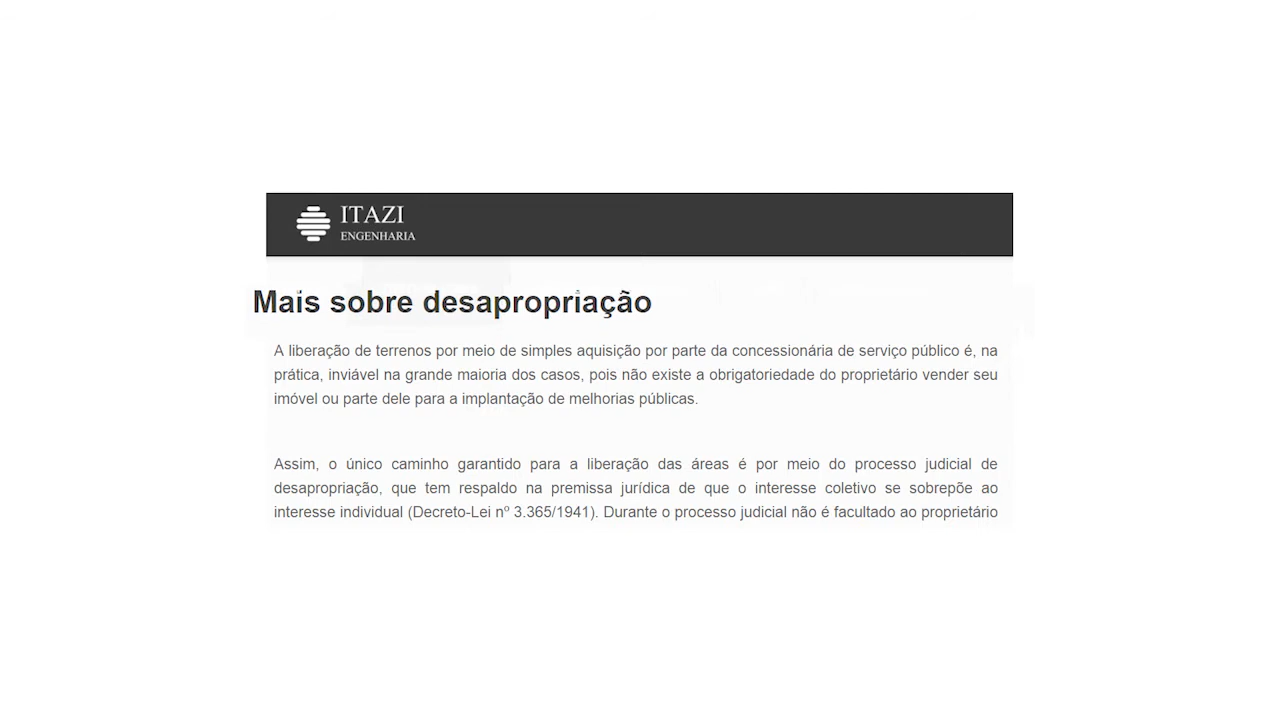 ITAZI
ENGENHARIA
Mais sobre desapropriação
A liberação de terrenos por meio de simples aquisição por parte da concessionária de serviço público é, na
prática, inviável na grande maioria dos casos, pois não existe a obrigatoriedade do proprietário vender seu
imóvel ou parte dele para a implantação de melhorias públicas.
Assim, o único caminho garantido para a liberação das áreas é por meio do processo judicial de
desapropriação, que tem respaldo na premissa jurídica de que o interesse coletivo se sobrepõe ao
interesse individual (Decreto-Lei nº 3.365/1941). Durante o processo judicial não é facultado ao proprietário